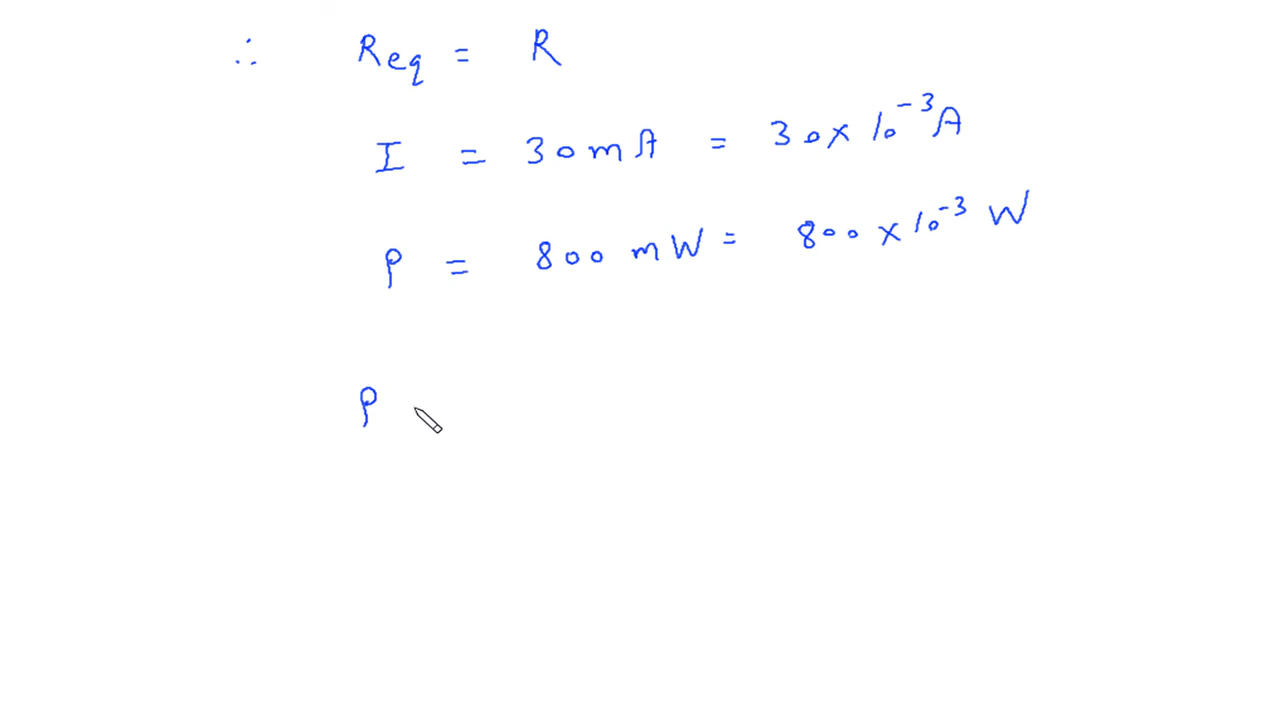 ∴ Req = R
I = 30 mA = 30 × 10⁻³ A
P = 800 mW = 800 × 10⁻³ W
P